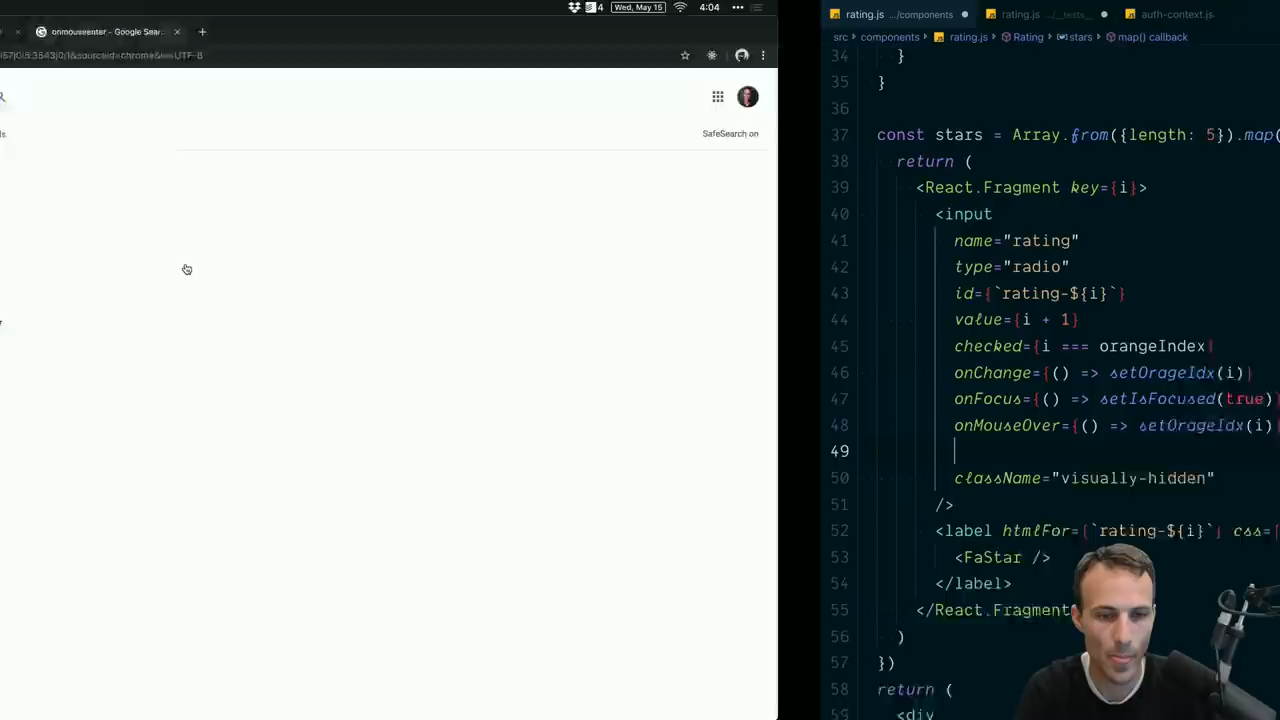 4 Wed, May 15 4:04
onmouseenter - Google Sear
SafeSearch on
rating.js .../components
rating.js .../__tests__
auth-context.js
src › components › rating.js › Rating › stars › map() callback
34 }
35 }
36
37 const stars = Array.from({length: 5}).map(
38 return (
39 <React.Fragment key={i}>
40 <input
41 name="rating"
42 type="radio"
43 id={`rating-${i}`}
44 value={i + 1}
45 checked={i === orangeIndex
46 onChange={() => setOrageIdx(i)}
47 onFocus={() => setIsFocused(true)
48 onMouseOver={() => setOrageIdx(i)
49
50 className="visually-hidden"
51 />
52 <label htmlFor={`rating-${i}`} css={
53 <FaStar />
54 </label>
55 </React.Fragment
56 )
57 })
58 return (
59 <div